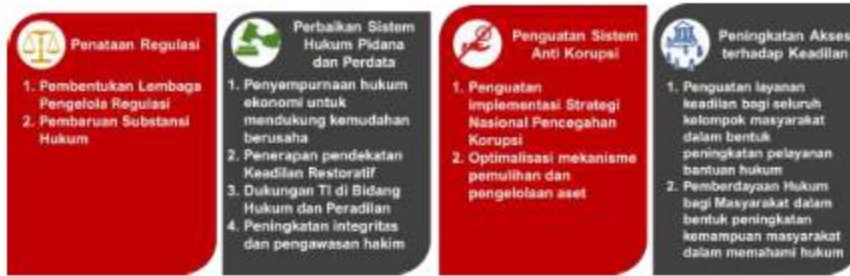 Penataan Regulasi
1. Pembentukan Lembaga
Pengelola Regulasi
2. Pembaruan Substansi
Hukum
Perbaikan Sistem
Hukum Pidana
dan Perdata
1. Penyempurnaan hukum
ekonomi untuk
mendukung kemudahan
berusaha
2. Penerapan pendekatan
Keadilan Restoratif
3. Dukungan TI di Bidang
Hukum dan Peradilan
4. Peningkatan integritas
dan pengawasan hakim
Penguatan Sistem
Anti Korupsi
1. Penguatan
implementasi Strategi
Nasional Pencegahan
Korupsi
2. Optimalisasi mekanisme
pemulihan dan
pengelolaan aset
Peningkatan Akses
terhadap Keadilan
1. Penguatan layanan
keadilan bagi seluruh
kelompok masyarakat
dalam bentuk
peningkatan pelayanan
bantuan hukum
2. Pemberdayaan Hukum
bagi Masyarakat dalam
bentuk peningkatan
kemampuan masyarakat
dalam memahami hukum